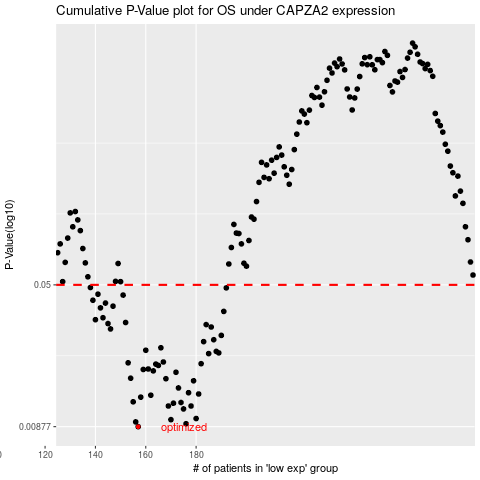 Cumulative P-Value plot for OS under CAPZA2 expression
P-Value(log10)
0.05
0.00877
optimized
0 120 140 160 180
# of patients in 'low exp' group